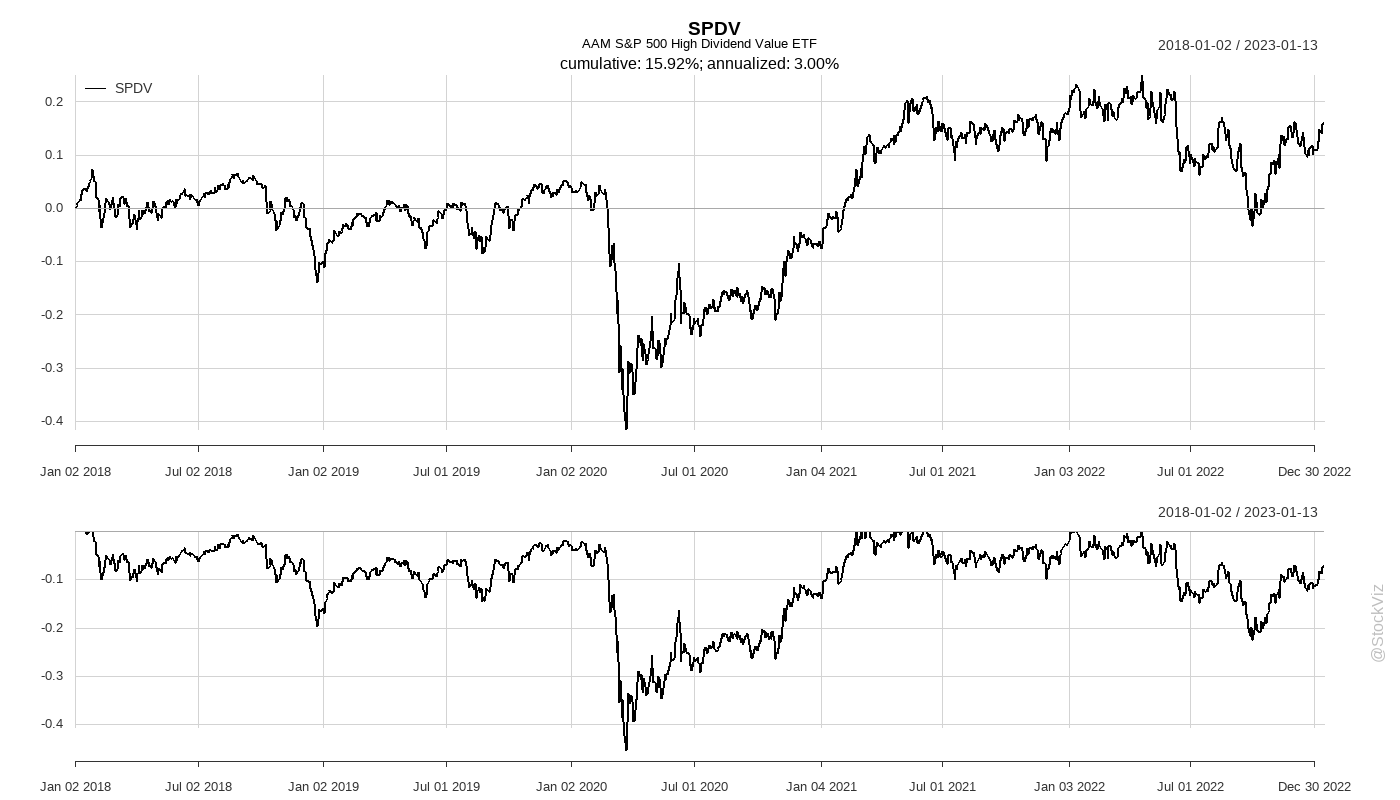 SPDV
AAM S&P 500 High Dividend Value ETF
2018-01-02 / 2023-01-13
cumulative: 15.92%; annualized: 3.00%
SPDV
0.2
0.1
0.0
-0.1
-0.2
-0.3
-0.4
Jan 02 2018 Jul 02 2018 Jan 02 2019 Jul 01 2019 Jan 02 2020 Jul 01 2020 Jan 04 2021 Jul 01 2021 Jan 03 2022 Jul 01 2022 Dec 30 2022
2018-01-02 / 2023-01-13
-0.1
-0.2
-0.3
-0.4
Jan 02 2018 Jul 02 2018 Jan 02 2019 Jul 01 2019 Jan 02 2020 Jul 01 2020 Jan 04 2021 Jul 01 2021 Jan 03 2022 Jul 01 2022 Dec 30 2022
@StockViz